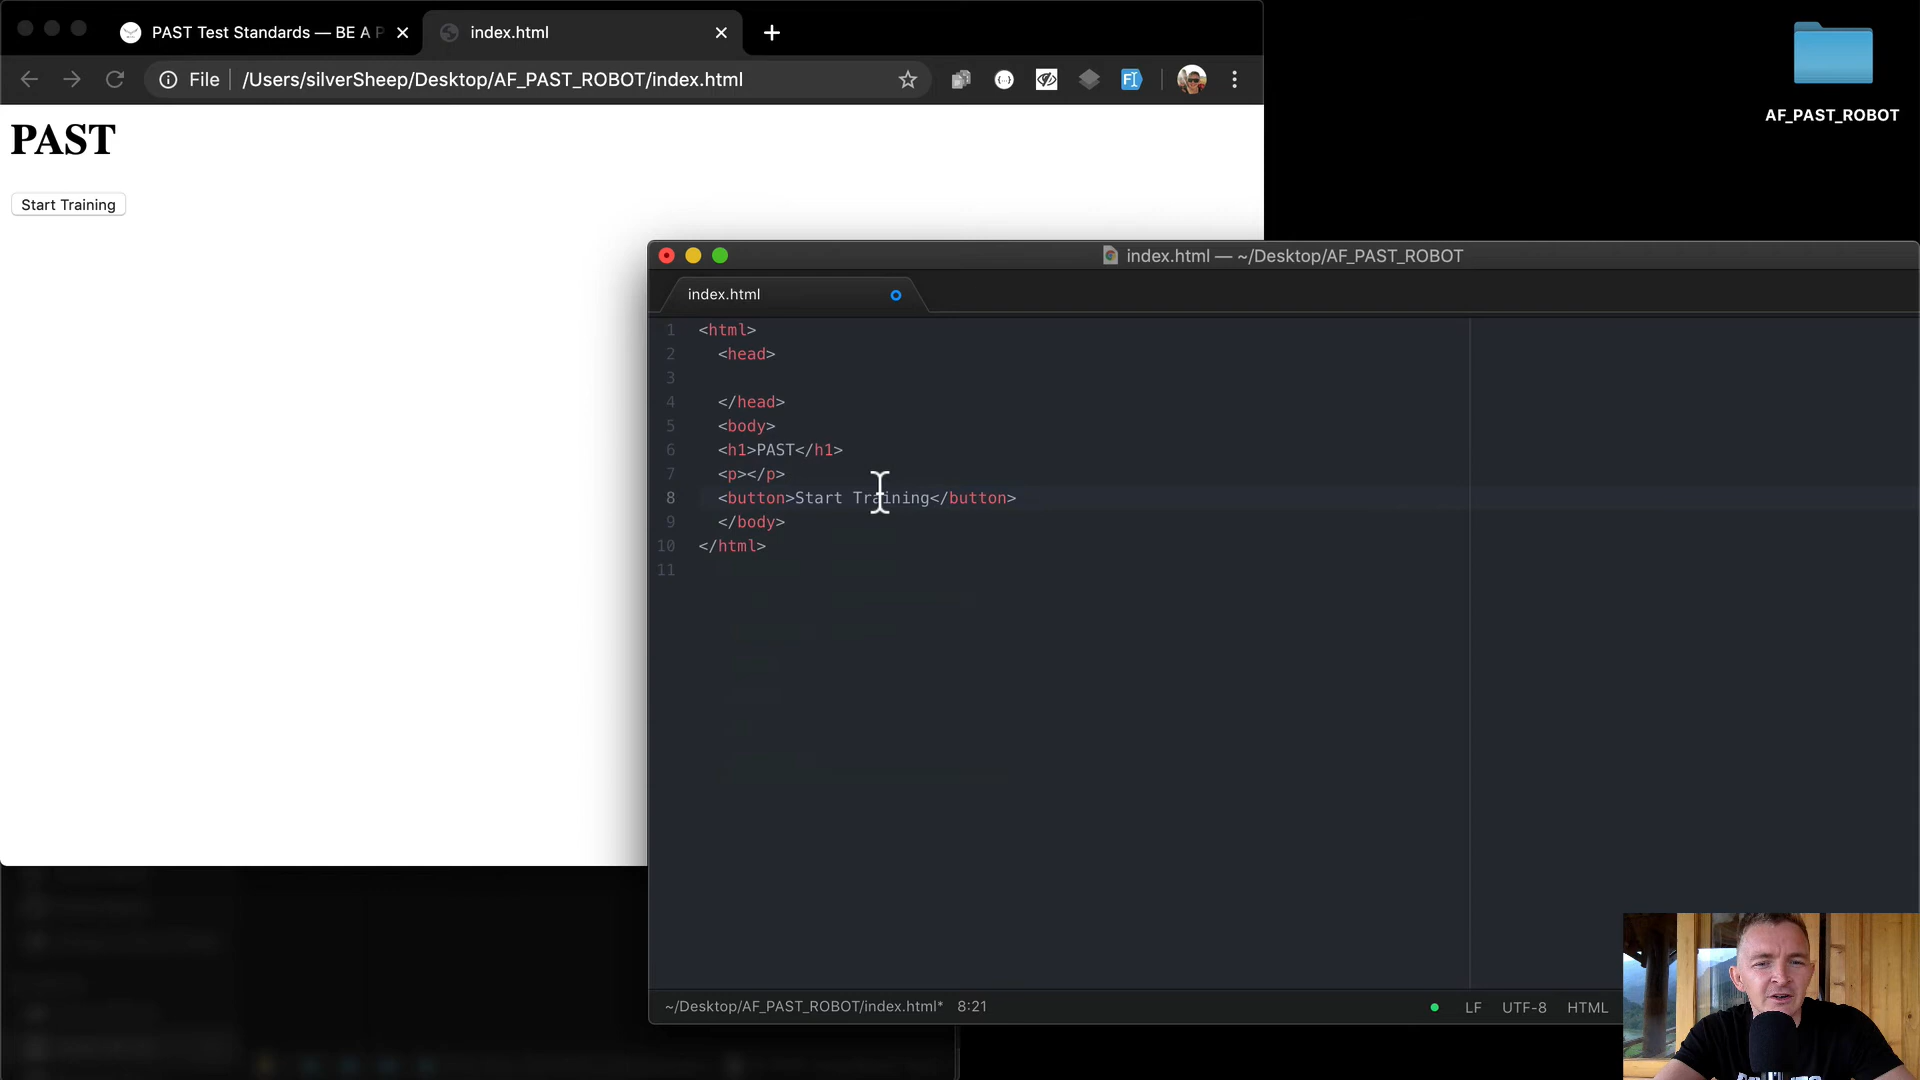 PAST Test Standards — BE A P
index.html
File
/Users/silverSheep/Desktop/AF_PAST_ROBOT/index.html
AF_PAST_ROBOT
PAST
Start Training
index.html — ~/Desktop/AF_PAST_ROBOT
index.html
1 <html>
2 <head>
3
4 </head>
5 <body>
6 <h1>PAST</h1>
7 <p></p>
8 <button>Start Training</button>
9 </body>
10 </html>
11
~/Desktop/AF_PAST_ROBOT/index.html* 8:21
LF UTF-8 HTML